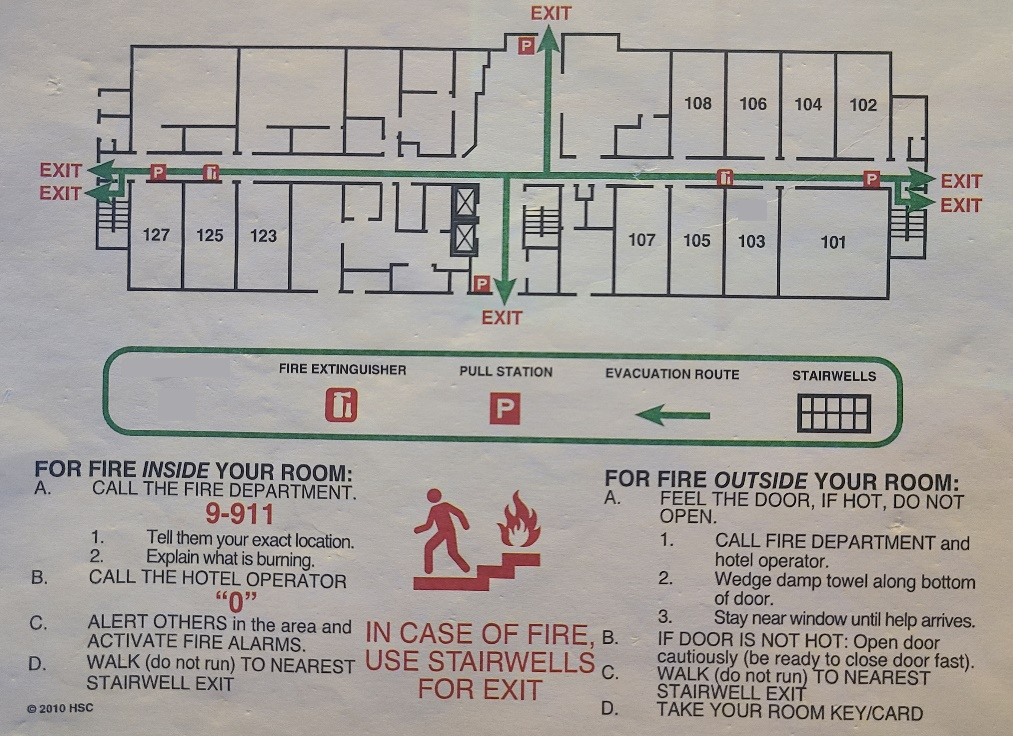 EXIT
P
108 106 104 102
EXIT P P EXIT
EXIT EXIT
127 125 123 107 105 103 101
P
EXIT
FIRE EXTINGUISHER PULL STATION EVACUATION ROUTE STAIRWELLS
P
FOR FIRE INSIDE YOUR ROOM:
A. CALL THE FIRE DEPARTMENT.
9-911
1. Tell them your exact location.
2. Explain what is burning.
B. CALL THE HOTEL OPERATOR
“0”
C. ALERT OTHERS in the area and
ACTIVATE FIRE ALARMS.
D. WALK (do not run) TO NEAREST
STAIRWELL EXIT
© 2010 HSC
IN CASE OF FIRE,
USE STAIRWELLS
FOR EXIT
FOR FIRE OUTSIDE YOUR ROOM:
A. FEEL THE DOOR, IF HOT, DO NOT
OPEN.
1. CALL FIRE DEPARTMENT and
hotel operator.
2. Wedge damp towel along bottom
of door.
3. Stay near window until help arrives.
B. IF DOOR IS NOT HOT: Open door
cautiously (be ready to close door fast).
C. WALK (do not run) TO NEAREST
STAIRWELL EXIT
D. TAKE YOUR ROOM KEY/CARD